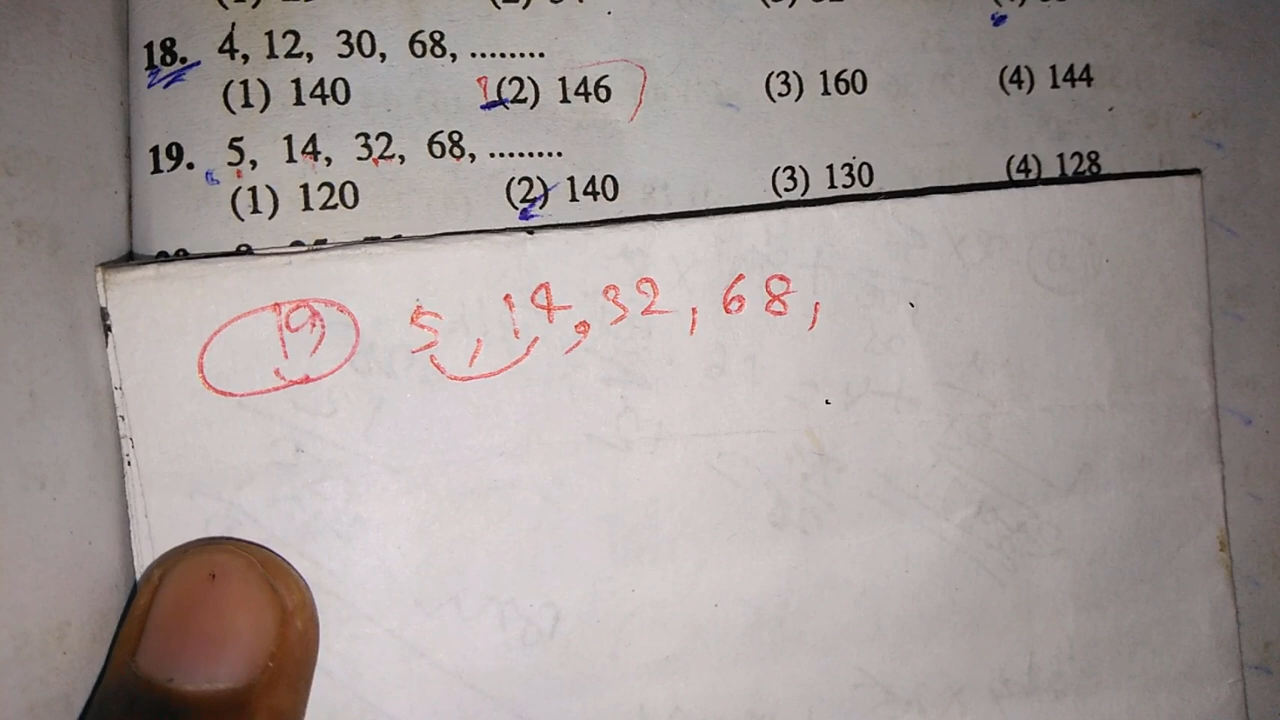 18. 4, 12, 30, 68, ........
(1) 140 (2) 146 (3) 160 (4) 144
19. 5, 14, 32, 68, ........
(1) 120 (2) 140 (3) 130 (4) 128
19 5, 14, 32, 68,